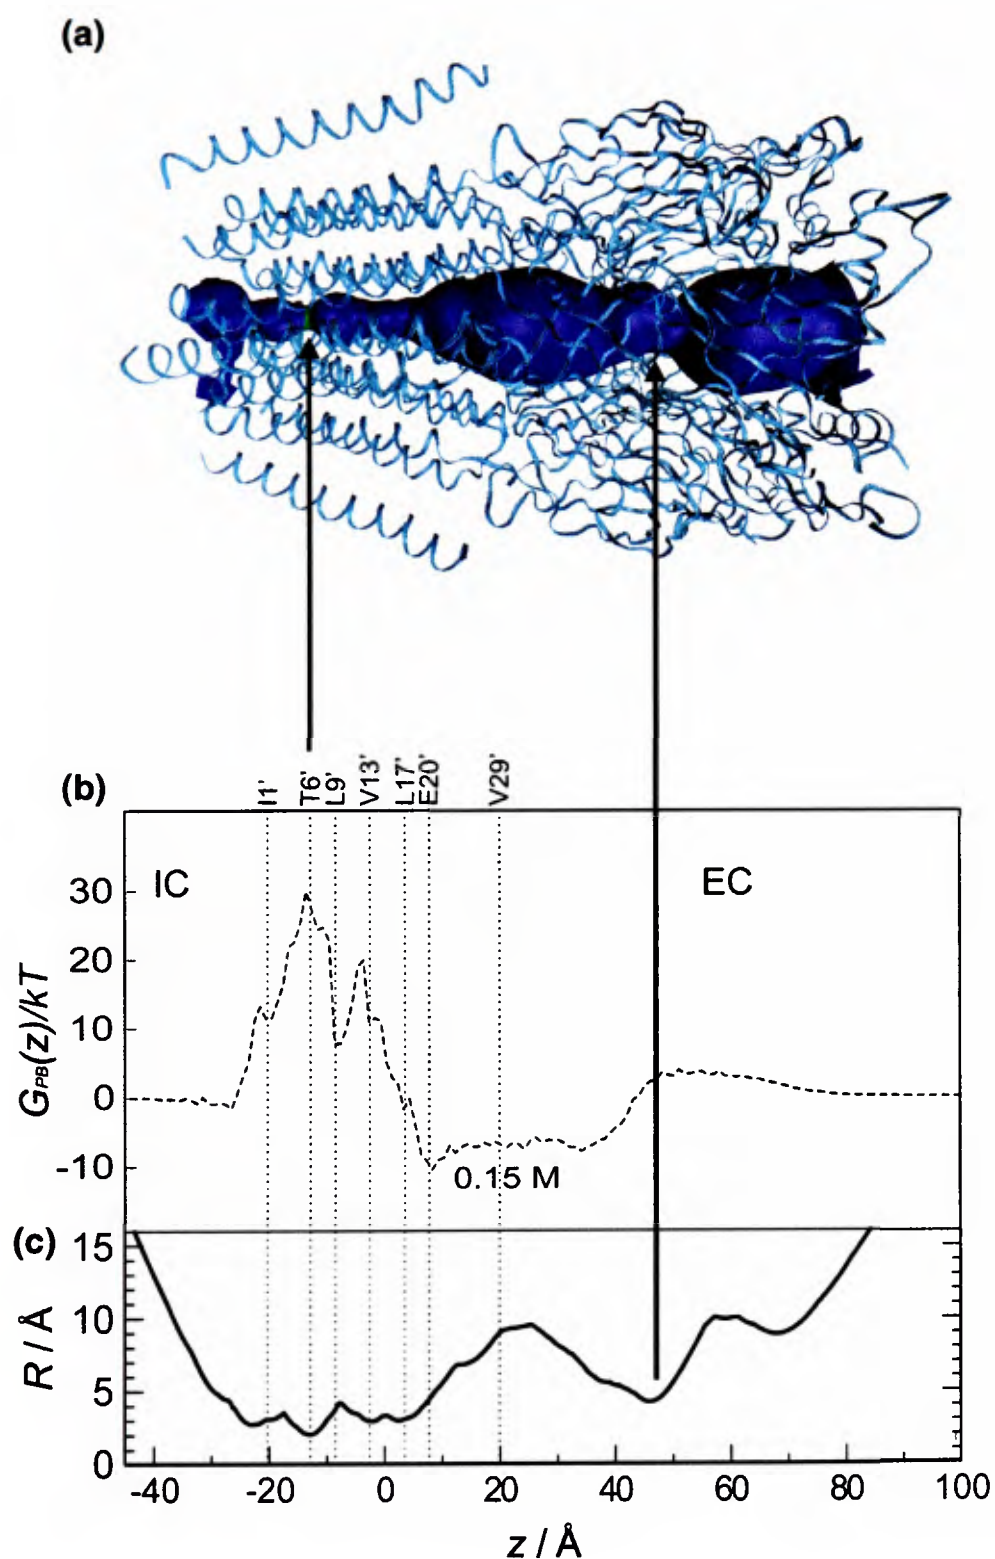 (a)
(b)
I1'
T6'
L9'
V13'
L17'
E20'
V29'
IC
EC
30
20
10
0
-10
G_PB(z)/kT
0.15 M
(c)
15
10
5
0
R / Å
-40
-20
0
20
40
60
80
100
z / Å